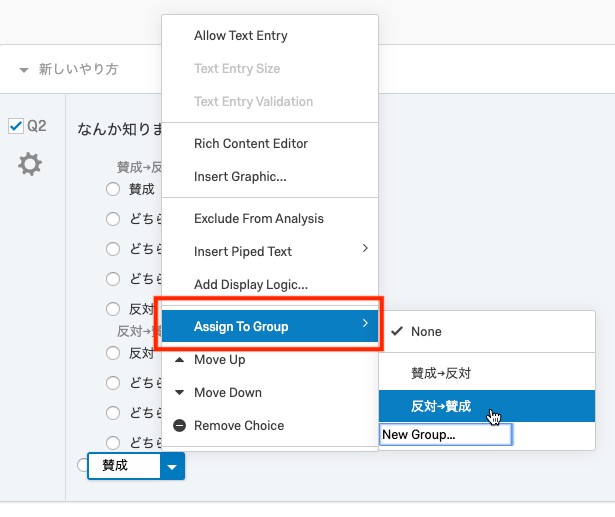 新しいやり方
Q2
なんか知りま
賛成→反
賛成
どちら
どちら
どちら
反対
反対→賛
反対
どちら
どちら
どちら
賛成
Allow Text Entry
Text Entry Size
Text Entry Validation
Rich Content Editor
Insert Graphic...
Exclude From Analysis
Insert Piped Text
Add Display Logic...
Assign To Group
Move Up
Move Down
Remove Choice
None
賛成→反対
反対→賛成
New Group...